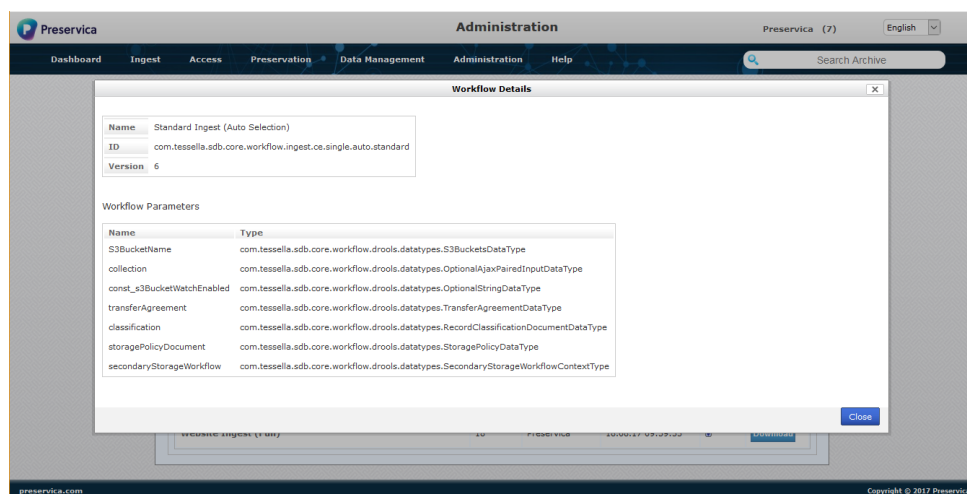 Preservica
Administration
Preservica (7)
English
Dashboard Ingest Access Preservation Data Management Administration Help
Search Archive
Workflow Details
Name Standard Ingest (Auto Selection)
ID com.tessella.sdb.core.workflow.ingest.ce.single.auto.standard
Version 6
Workflow Parameters
Name Type
S3BucketName com.tessella.sdb.core.workflow.drools.datatypes.S3BucketsDataType
collection com.tessella.sdb.core.workflow.drools.datatypes.OptionalAjaxPairedInputDataType
const_s3BucketWatchEnabled com.tessella.sdb.core.workflow.drools.datatypes.OptionalStringDataType
transferAgreement com.tessella.sdb.core.workflow.drools.datatypes.TransferAgreementDataType
classification com.tessella.sdb.core.workflow.drools.datatypes.RecordClassificationDocumentDataType
storagePolicyDocument com.tessella.sdb.core.workflow.drools.datatypes.StoragePolicyDataType
secondaryStorageWorkflow com.tessella.sdb.core.workflow.drools.datatypes.SecondaryStorageWorkflowContextType
Close
Website Ingest (Full) Preservica Download
preservica.com
Copyright © 2017 Preservica